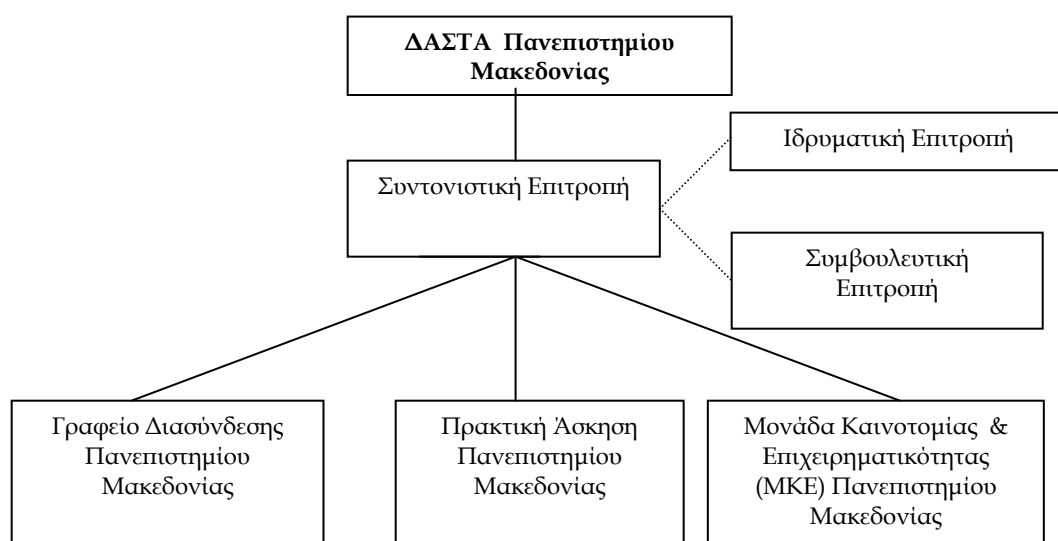 ΔΑΣΤΑ Πανεπιστημίου
Μακεδονίας
Ιδρυματική Επιτροπή
Συντονιστική Επιτροπή
Συμβουλευτική
Επιτροπή
Γραφείο Διασύνδεσης
Πανεπιστημίου
Μακεδονίας
Πρακτική Άσκηση
Πανεπιστημίου
Μακεδονίας
Μονάδα Καινοτομίας &
Επιχειρηματικότητας
(ΜΚΕ) Πανεπιστημίου
Μακεδονίας